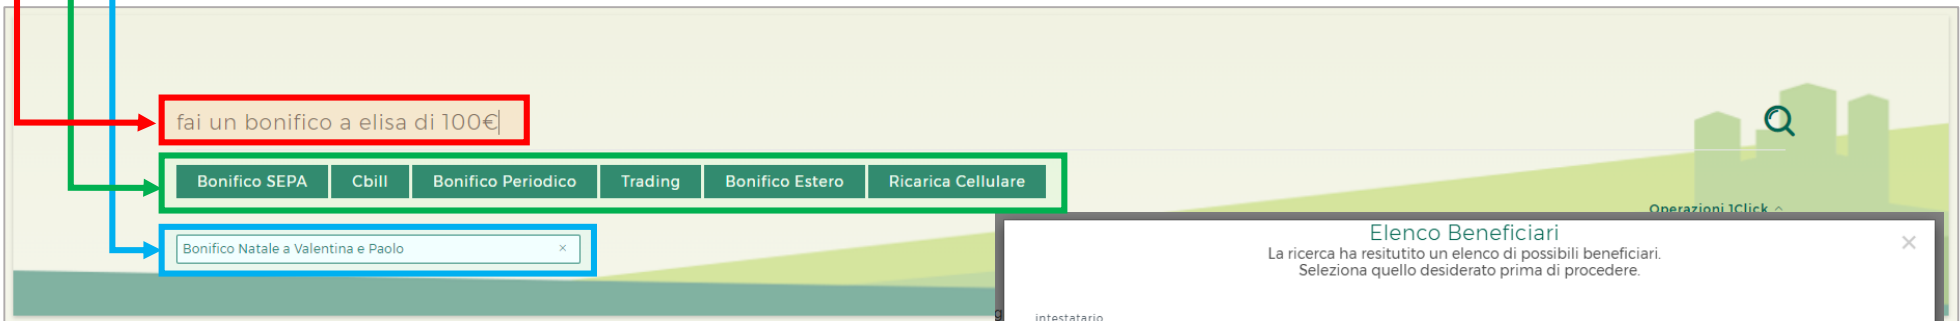 fai un bonifico a elisa di 100€
Bonifico SEPA Cbill Bonifico Periodico Trading Bonifico Estero Ricarica Cellulare
Operazioni 1Click
Bonifico Natale a Valentina e Paolo ×
Elenco Beneficiari ×
La ricerca ha resitutito un elenco di possibili beneficiari.
Seleziona quello desiderato prima di procedere.
g
intestatario